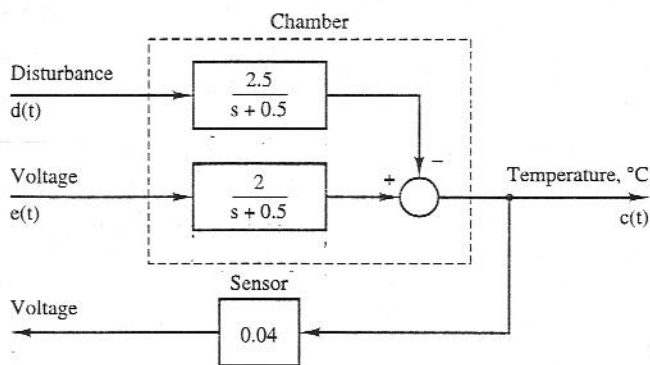 Chamber
Disturbance
d(t)
2.5
s + 0.5
−
Voltage
e(t)
2
s + 0.5
+
Temperature, °C
c(t)
Sensor
Voltage
0.04